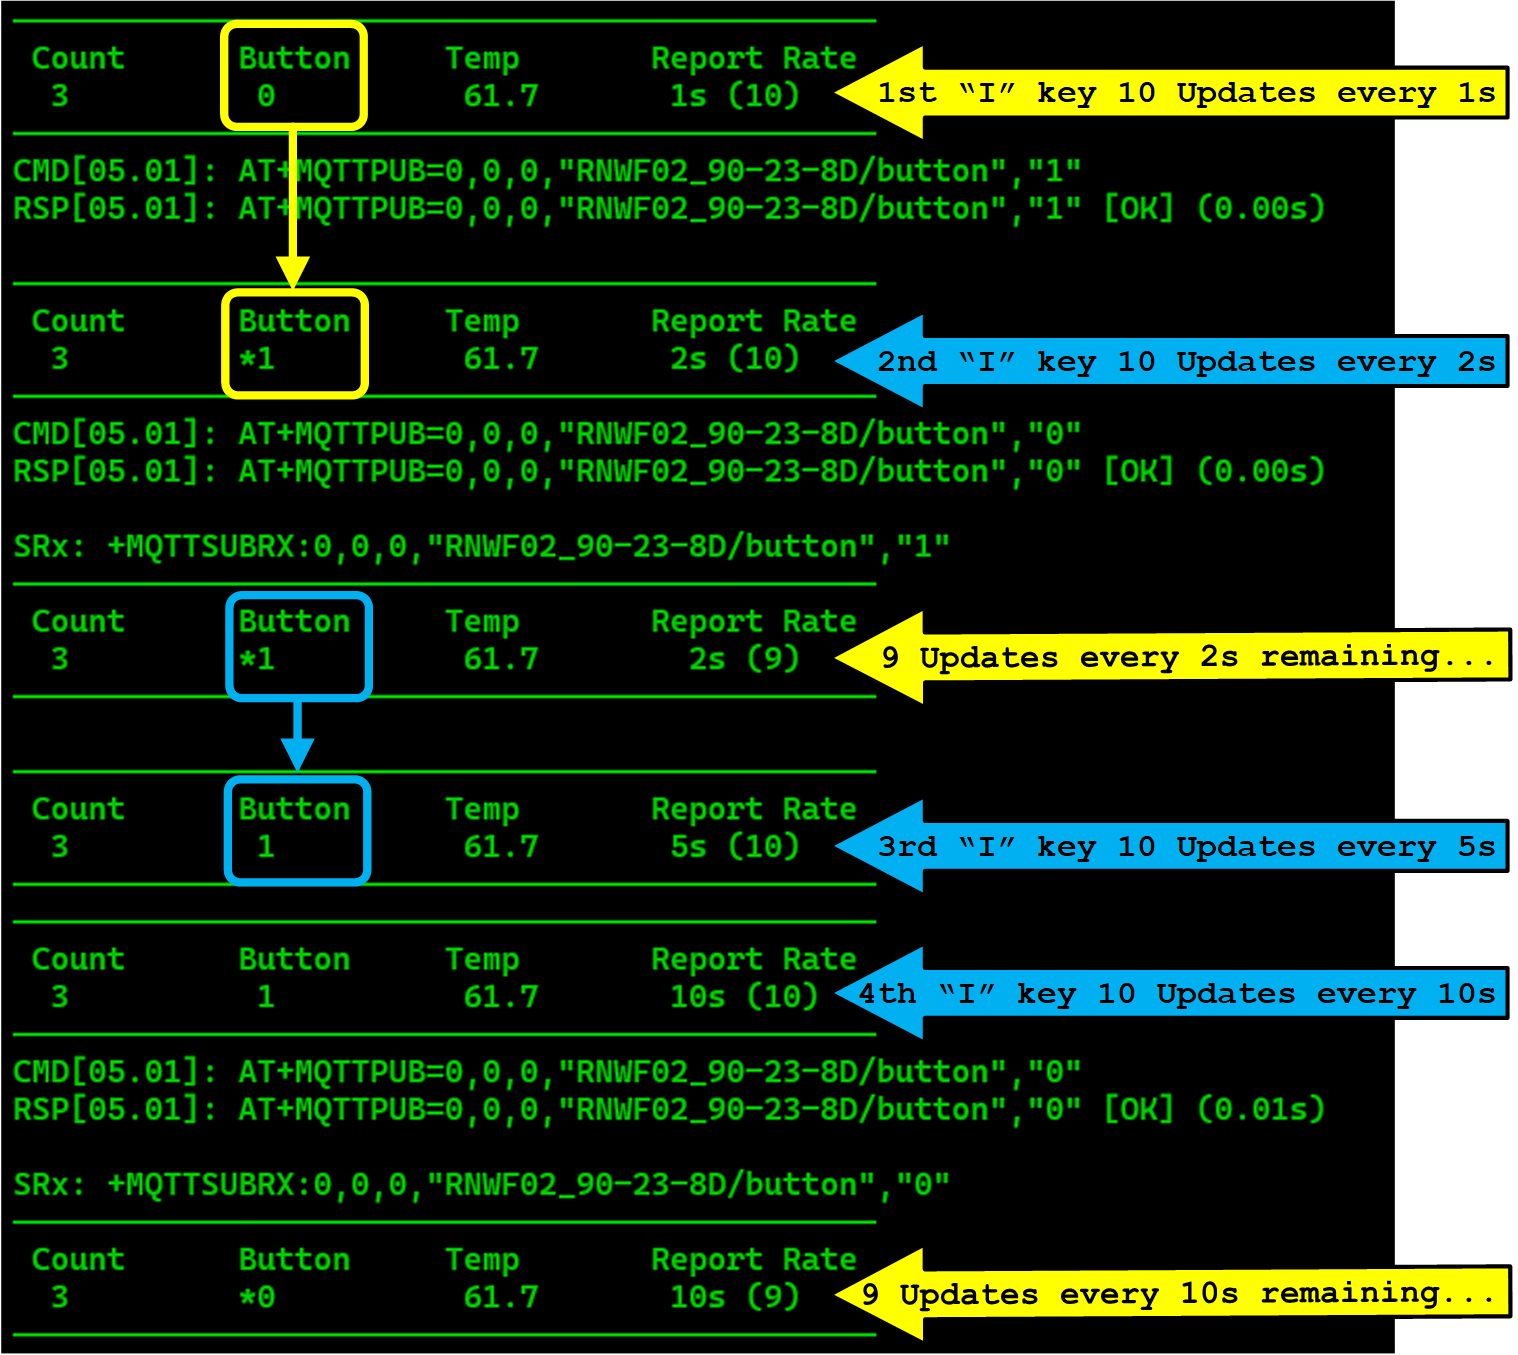 Count Button Temp Report Rate
3 0 61.7 1s (10)
1st “I” key 10 Updates every 1s
CMD[05.01]: AT+MQTTPUB=0,0,0,"RNWF02_90-23-8D/button","1"
RSP[05.01]: AT+MQTTPUB=0,0,0,"RNWF02_90-23-8D/button","1" [OK] (0.00s)
Count Button Temp Report Rate
3 *1 61.7 2s (10)
2nd “I” key 10 Updates every 2s
CMD[05.01]: AT+MQTTPUB=0,0,0,"RNWF02_90-23-8D/button","0"
RSP[05.01]: AT+MQTTPUB=0,0,0,"RNWF02_90-23-8D/button","0" [OK] (0.00s)
SRx: +MQTTSUBRX:0,0,0,"RNWF02_90-23-8D/button","1"
Count Button Temp Report Rate
3 *1 61.7 2s (9)
9 Updates every 2s remaining...
Count Button Temp Report Rate
3 1 61.7 5s (10)
3rd “I” key 10 Updates every 5s
Count Button Temp Report Rate
3 1 61.7 10s (10)
4th “I” key 10 Updates every 10s
CMD[05.01]: AT+MQTTPUB=0,0,0,"RNWF02_90-23-8D/button","0"
RSP[05.01]: AT+MQTTPUB=0,0,0,"RNWF02_90-23-8D/button","0" [OK] (0.01s)
SRx: +MQTTSUBRX:0,0,0,"RNWF02_90-23-8D/button","0"
Count Button Temp Report Rate
3 *0 61.7 10s (9)
9 Updates every 10s remaining...